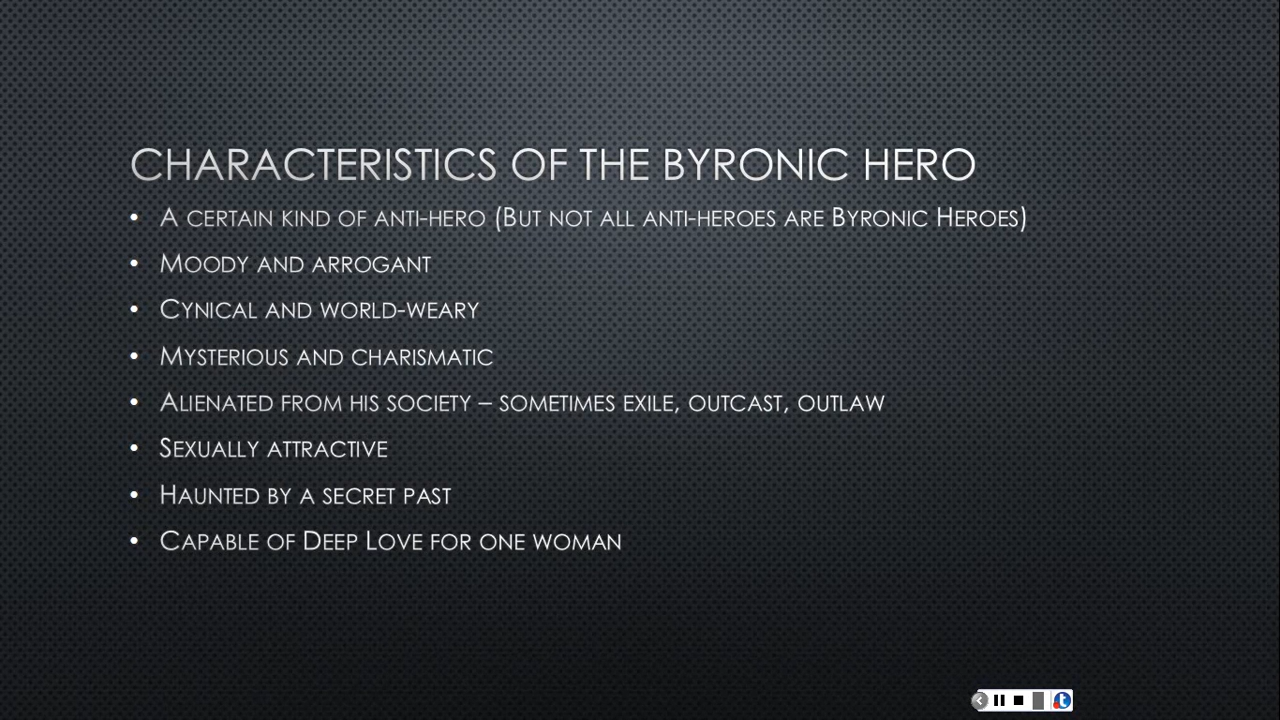 CHARACTERISTICS OF THE BYRONIC HERO
• A CERTAIN KIND OF ANTI-HERO (BUT NOT ALL ANTI-HEROES ARE BYRONIC HEROES)
• MOODY AND ARROGANT
• CYNICAL AND WORLD-WEARY
• MYSTERIOUS AND CHARISMATIC
• ALIENATED FROM HIS SOCIETY – SOMETIMES EXILE, OUTCAST, OUTLAW
• SEXUALLY ATTRACTIVE
• HAUNTED BY A SECRET PAST
• CAPABLE OF DEEP LOVE FOR ONE WOMAN
t